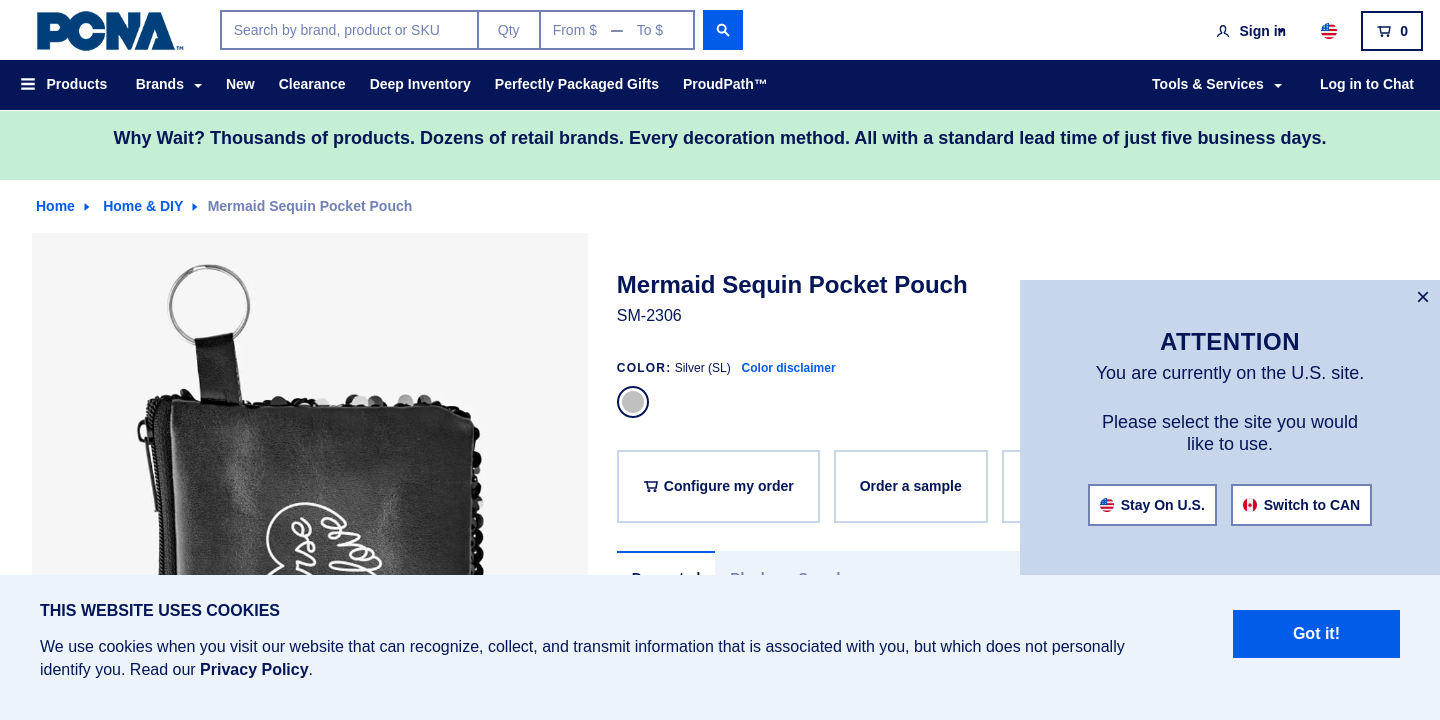 PCNA™
Search by brand, product or SKU
Qty
From $ — To $
Sign in
0
Products
Brands
New
Clearance
Deep Inventory
Perfectly Packaged Gifts
ProudPath™
Tools & Services
Log in to Chat
Why Wait? Thousands of products. Dozens of retail brands. Every decoration method. All with a standard lead time of just five business days.
Home
Home & DIY
Mermaid Sequin Pocket Pouch
Mermaid Sequin Pocket Pouch
SM-2306
COLOR: Silver (SL) Color disclaimer
Configure my order
Order a sample
×
ATTENTION
You are currently on the U.S. site.
Please select the site you would
like to use.
Stay On U.S.
Switch to CAN
love
THIS WEBSITE USES COOKIES
We use cookies when you visit our website that can recognize, collect, and transmit information that is associated with you, but which does not personally
identify you. Read our Privacy Policy.
Got it!